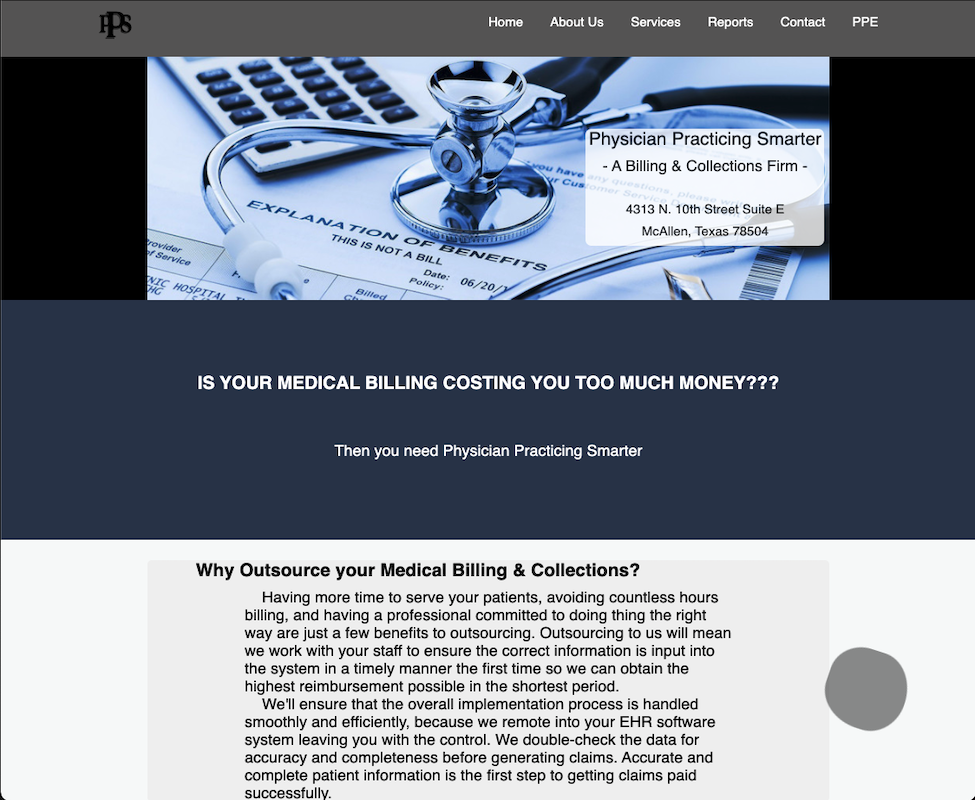 PPS
Home About Us Services Reports Contact PPE
Physician Practicing Smarter
- A Billing & Collections Firm -
4313 N. 10th Street Suite E
McAllen, Texas 78504
you have any questions, please
our Customer Service
EXPLANATION OF BENEFITS
THIS IS NOT A BILL
Provider
of Service
Date:
Policy:
06/20/
NIC HOSPITAL
Billed
IS YOUR MEDICAL BILLING COSTING YOU TOO MUCH MONEY???
Then you need Physician Practicing Smarter
Why Outsource your Medical Billing & Collections?
Having more time to serve your patients, avoiding countless hours
billing, and having a professional committed to doing thing the right
way are just a few benefits to outsourcing. Outsourcing to us will mean
we work with your staff to ensure the correct information is input into
the system in a timely manner the first time so we can obtain the
highest reimbursement possible in the shortest period.
We'll ensure that the overall implementation process is handled
smoothly and efficiently, because we remote into your EHR software
system leaving you with the control. We double-check the data for
accuracy and completeness before generating claims. Accurate and
complete patient information is the first step to getting claims paid
successfully.